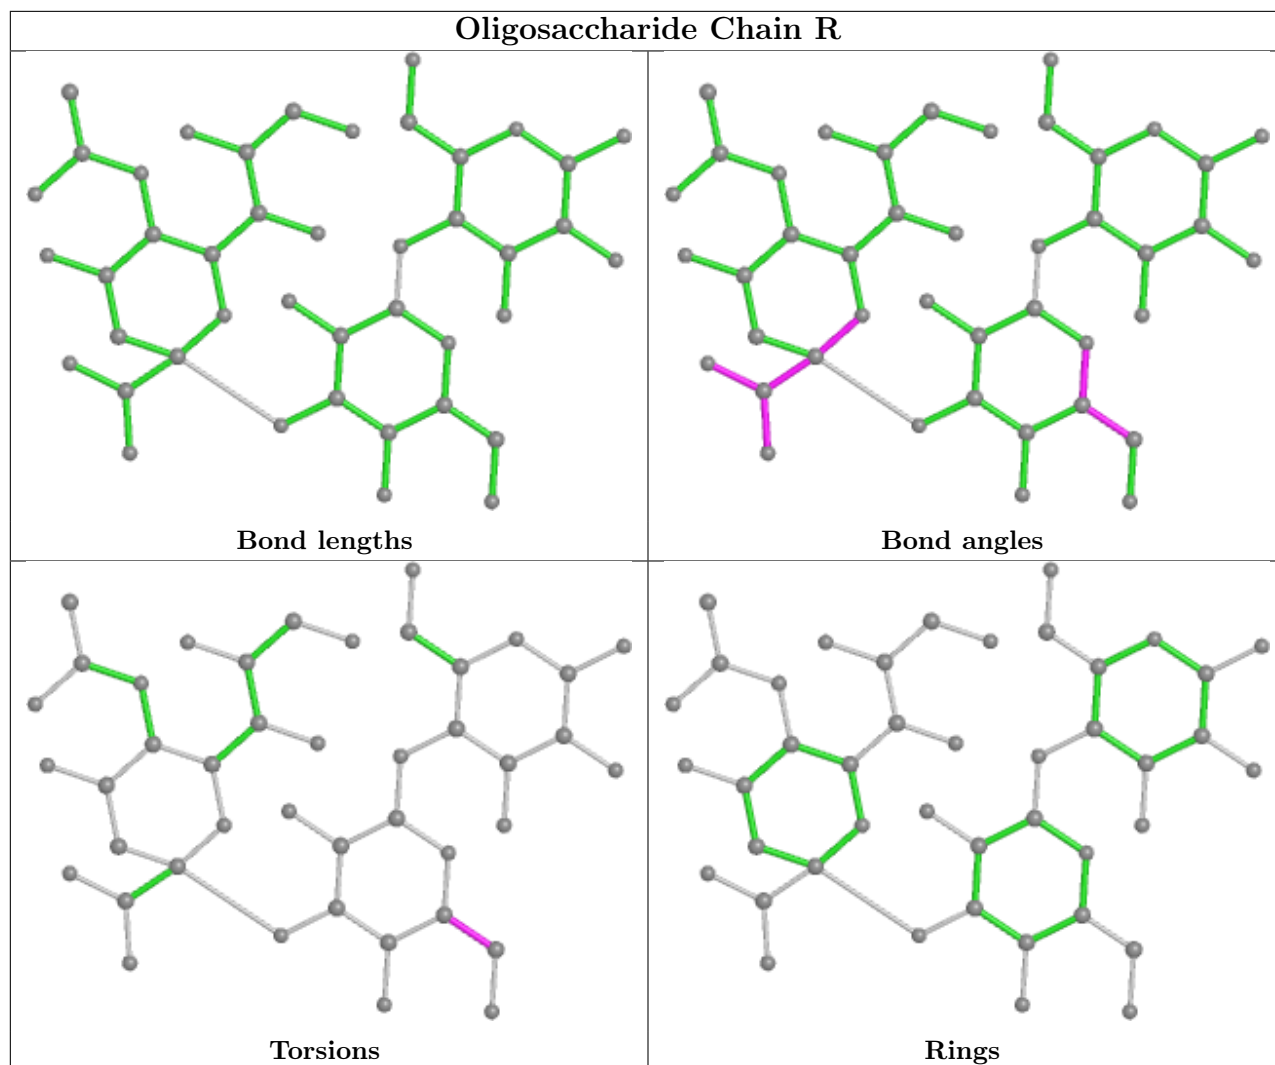 Oligosaccharide Chain R
Bond lengths
Bond angles
Torsions
Rings